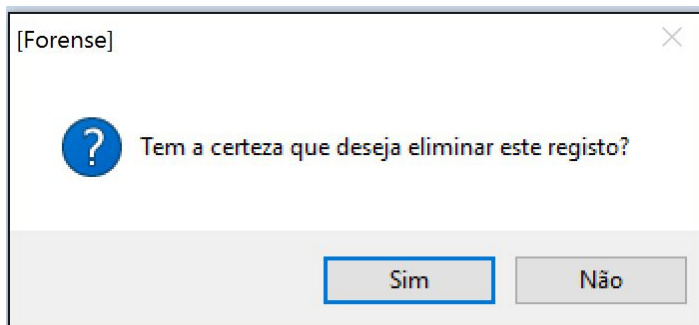 [Forense]
Tem a certeza que deseja eliminar este registo?
Sim
Não